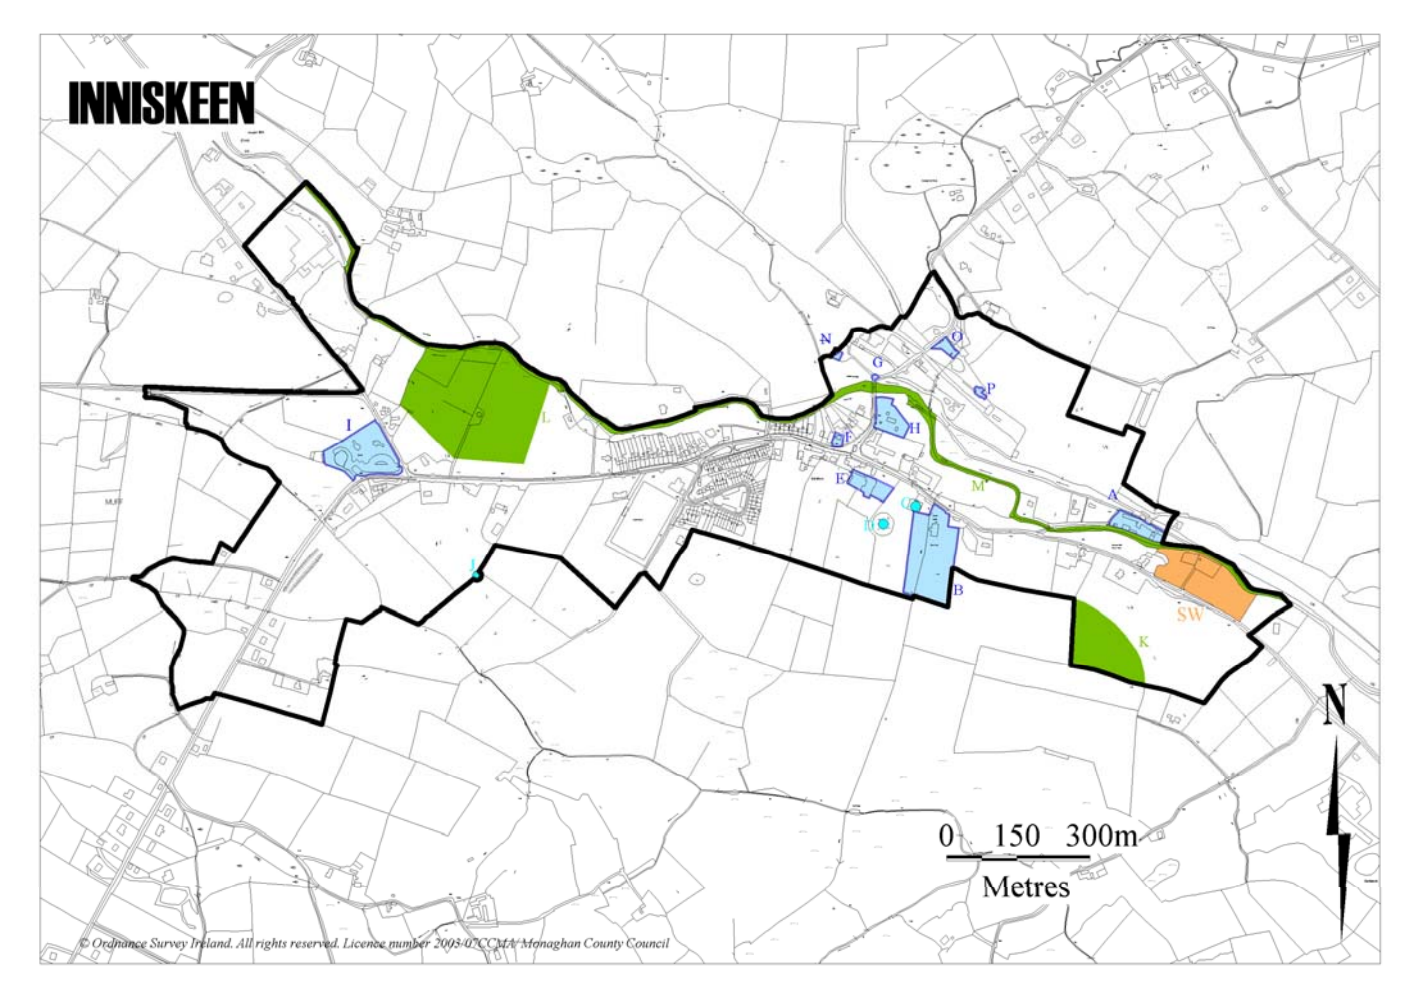 INNISKEEN
N
O
G
P
I
L
H
F
E
M
A
C
D
J
B
SW
K
MUFF
N
0 150 300m
Metres
© Ordnance Survey Ireland. All rights reserved. Licence number 2003/07CCMA/ Monaghan County Council